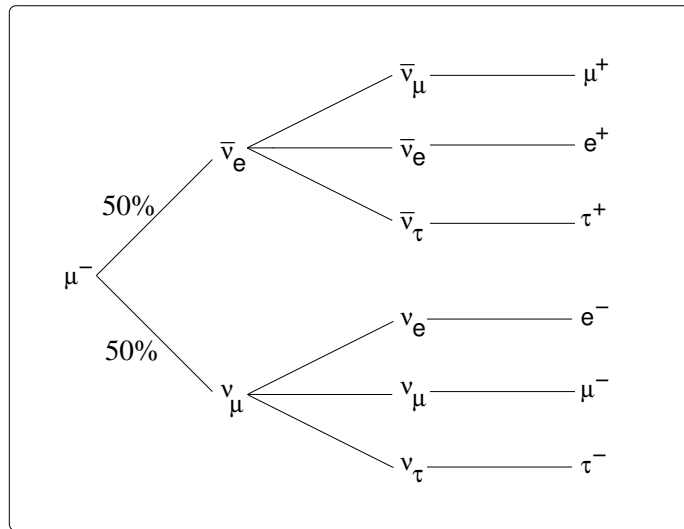 ν̅μ μ+
ν̅e e+
50%
ν̅τ τ+
μ−
νe e−
50%
νμ νμ μ−
ντ τ−